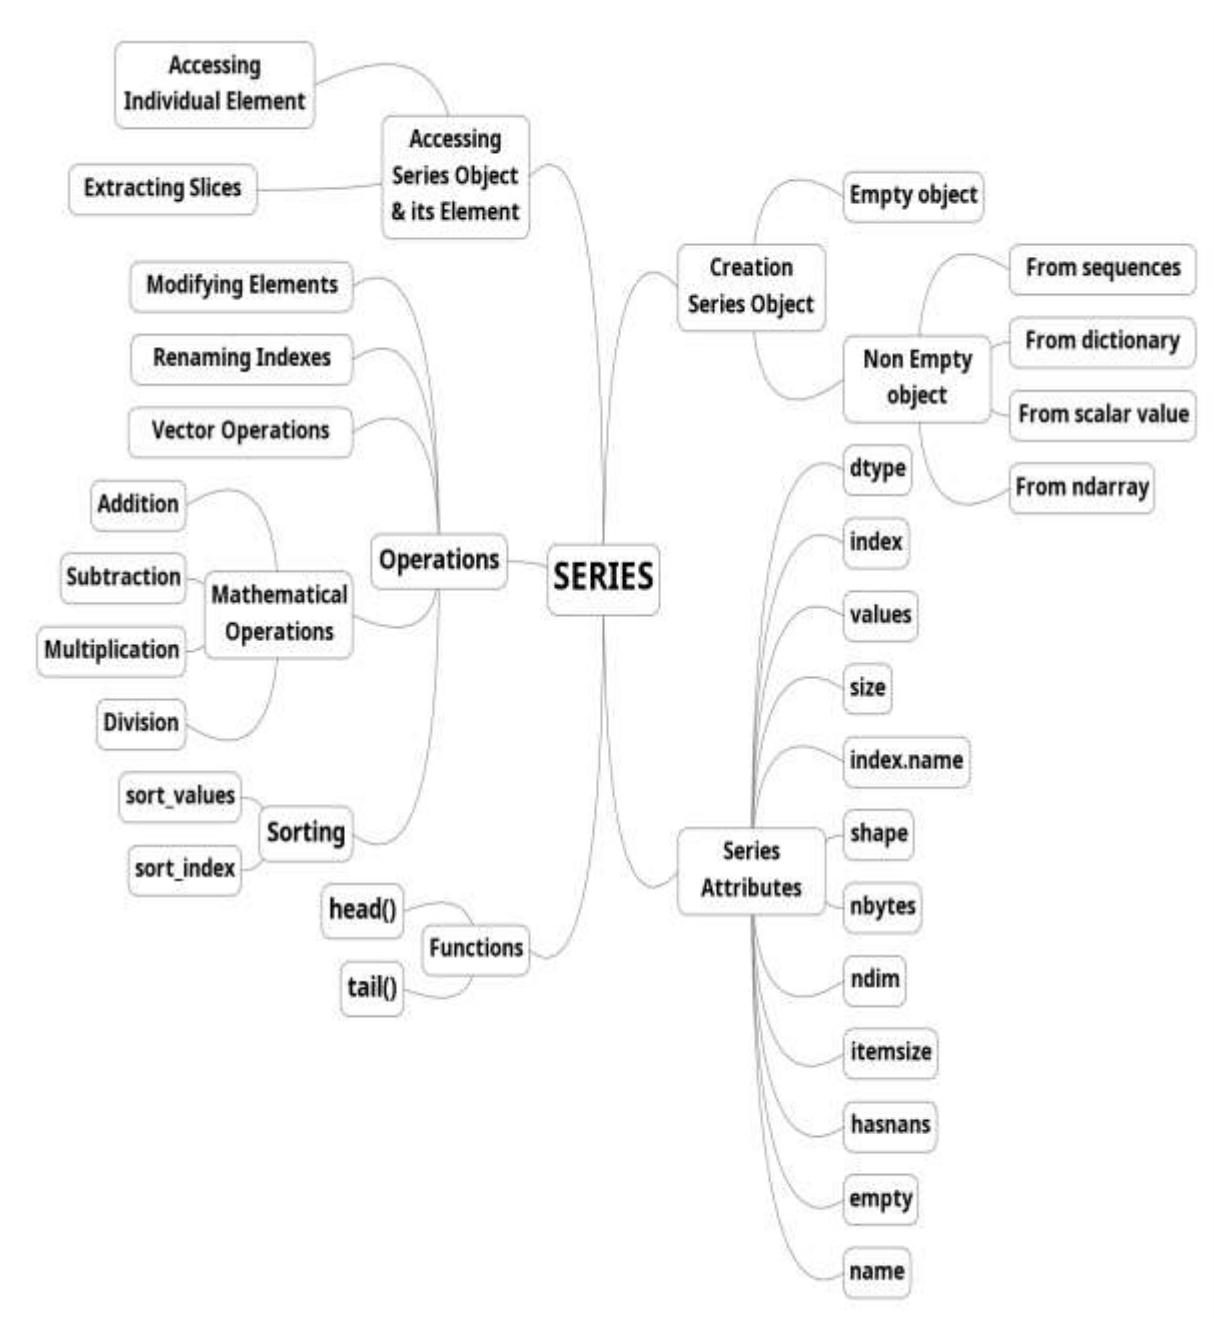 Accessing
Individual Element
Accessing
Series Object
& its Element
Extracting Slices
Modifying Elements
Renaming Indexes
Vector Operations
Addition
Subtraction
Multiplication
Division
Mathematical
Operations
Operations
sort_values
sort_index
Sorting
head()
tail()
Functions
SERIES
Creation
Series Object
Empty object
Non Empty
object
From sequences
From dictionary
From scalar value
From ndarray
Series
Attributes
dtype
index
values
size
index.name
shape
nbytes
ndim
itemsize
hasnans
empty
name